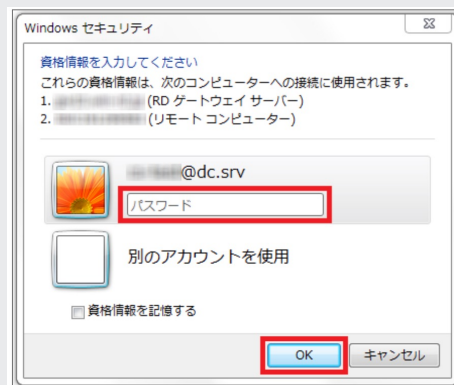 Windows セキュリティ
資格情報を入力してください
これらの資格情報は、次のコンピューターへの接続に使用されます。
1. (RD ゲートウェイ サーバー)
2. (リモート コンピューター)
@dc.srv
パスワード
別のアカウントを使用
資格情報を記憶する
OK キャンセル